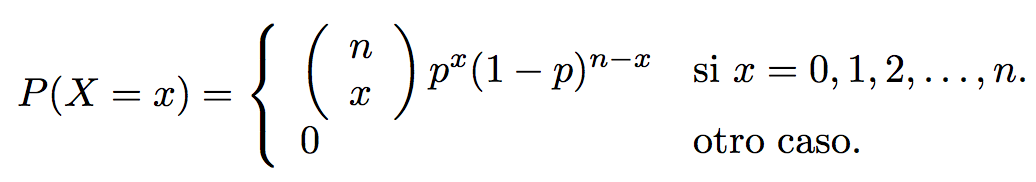 P(X = x) = { ( n x ) p^x (1 − p)^{n−x} si x = 0, 1, 2, . . . , n.
0 otro caso.